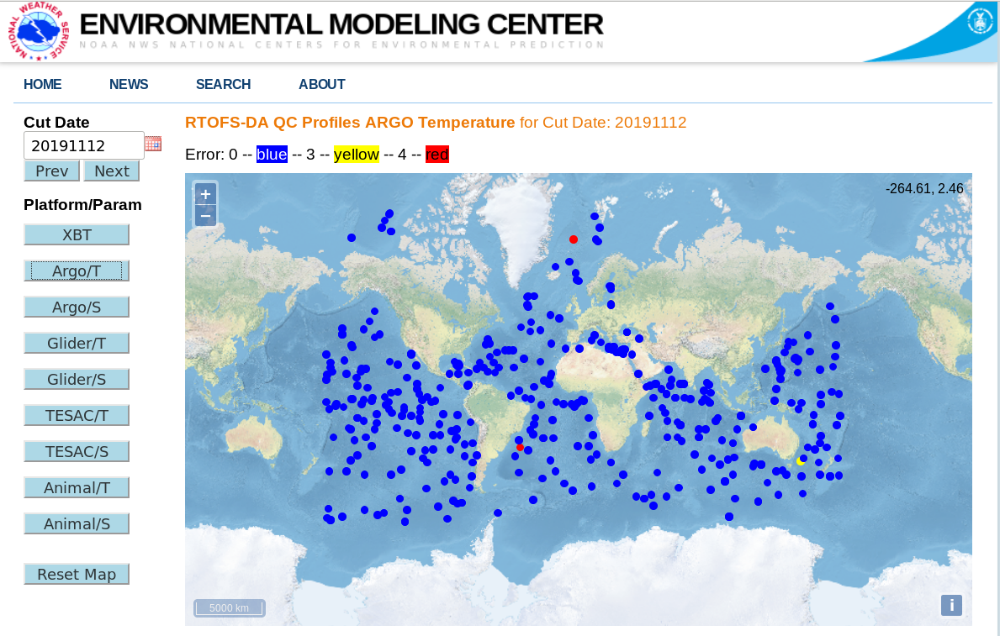 NATIONAL WEATHER SERVICE
ENVIRONMENTAL MODELING CENTER
NOAA NWS NATIONAL CENTERS FOR ENVIRONMENTAL PREDICTION
HOME NEWS SEARCH ABOUT
Cut Date
20191112
Prev Next
Platform/Param
XBT
Argo/T
Argo/S
Glider/T
Glider/S
TESAC/T
TESAC/S
Animal/T
Animal/S
Reset Map
RTOFS-DA QC Profiles ARGO Temperature for Cut Date: 20191112
Error: 0 -- blue -- 3 -- yellow -- 4 -- red
+
−
-264.61, 2.46
5000 km
i